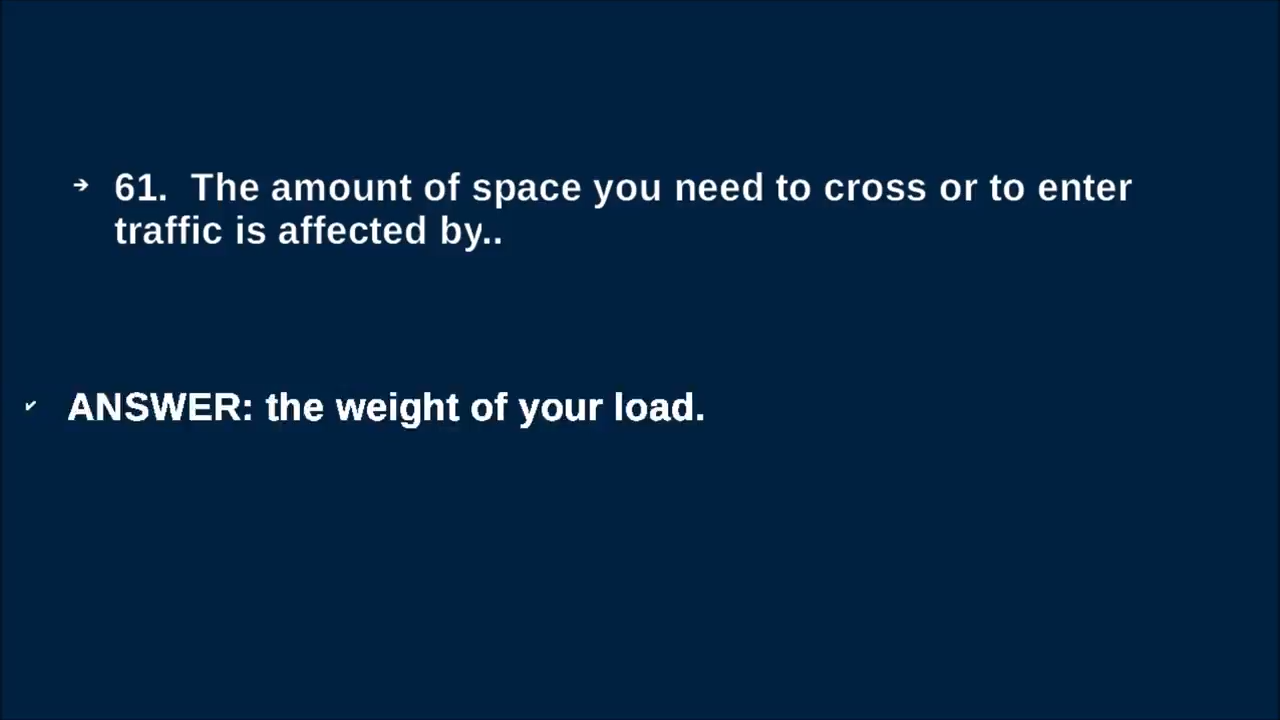 ➔ 61.  The amount of space you need to cross or to enter
traffic is affected by..
✔ ANSWER: the weight of your load.